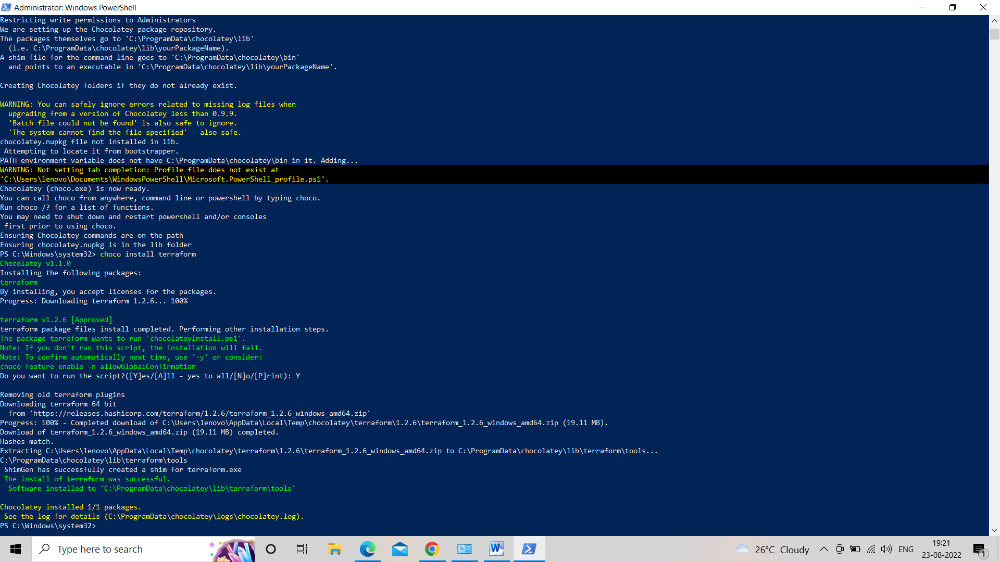 Administrator: Windows PowerShell
Restricting write permissions to Administrators
We are setting up the Chocolatey package repository.
The packages themselves go to 'C:\ProgramData\chocolatey\lib'
  (i.e. C:\ProgramData\chocolatey\lib\yourPackageName).
A shim file for the command line goes to 'C:\ProgramData\chocolatey\bin'
  and points to an executable in 'C:\ProgramData\chocolatey\lib\yourPackageName'.
Creating Chocolatey folders if they do not already exist.
WARNING: You can safely ignore errors related to missing log files when
  upgrading from a version of Chocolatey less than 0.9.9.
  'Batch file could not be found' is also safe to ignore.
  'The system cannot find the file specified' - also safe.
chocolatey.nupkg file not installed in lib.
 Attempting to locate it from bootstrapper.
PATH environment variable does not have C:\ProgramData\chocolatey\bin in it. Adding...
WARNING: Not setting tab completion: Profile file does not exist at
'C:\Users\lenovo\Documents\WindowsPowerShell\Microsoft.PowerShell_profile.ps1'.
Chocolatey (choco.exe) is now ready.
You can call choco from anywhere, command line or powershell by typing choco.
Run choco /? for a list of functions.
You may need to shut down and restart powershell and/or consoles
 first prior to using choco.
Ensuring Chocolatey commands are on the path
Ensuring chocolatey.nupkg is in the lib folder
PS C:\Windows\system32> choco install terraform
Chocolatey v1.1.0
Installing the following packages:
terraform
By installing, you accept licenses for the packages.
Progress: Downloading terraform 1.2.6... 100%
terraform v1.2.6 [Approved]
terraform package files install completed. Performing other installation steps.
The package terraform wants to run 'chocolateyInstall.ps1'.
Note: If you don't run this script, the installation will fail.
Note: To confirm automatically next time, use '-y' or consider:
choco feature enable -n allowGlobalConfirmation
Do you want to run the script?([Y]es/[A]ll - yes to all/[N]o/[P]rint): Y
Removing old terraform plugins
Downloading terraform 64 bit
  from 'https://releases.hashicorp.com/terraform/1.2.6/terraform_1.2.6_windows_amd64.zip'
Progress: 100% - Completed download of C:\Users\lenovo\AppData\Local\Temp\chocolatey\terraform\1.2.6\terraform_1.2.6_windows_amd64.zip (19.11 MB).
Download of terraform_1.2.6_windows_amd64.zip (19.11 MB) completed.
Hashes match.
Extracting C:\Users\lenovo\AppData\Local\Temp\chocolatey\terraform\1.2.6\terraform_1.2.6_windows_amd64.zip to C:\ProgramData\chocolatey\lib\terraform\tools...
C:\ProgramData\chocolatey\lib\terraform\tools
 ShimGen has successfully created a shim for terraform.exe
 The install of terraform was successful.
  Software installed to 'C:\ProgramData\chocolatey\lib\terraform\tools'
Chocolatey installed 1/1 packages.
 See the log for details (C:\ProgramData\chocolatey\logs\chocolatey.log).
PS C:\Windows\system32>
Type here to search
26°C Cloudy
ENG
19:21
23-08-2022
1